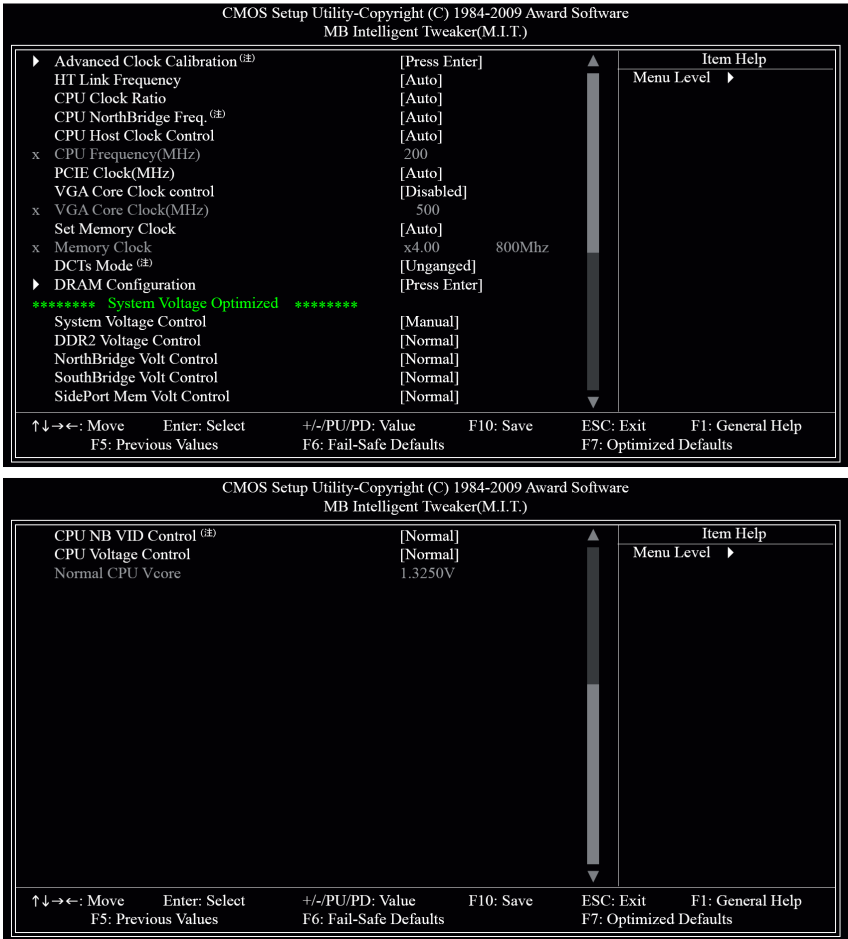 CMOS Setup Utility-Copyright (C) 1984-2009 Award Software
MB Intelligent Tweaker(M.I.T.)
Advanced Clock Calibration (注) [Press Enter]
HT Link Frequency [Auto]
CPU Clock Ratio [Auto]
CPU NorthBridge Freq. (注) [Auto]
CPU Host Clock Control [Auto]
x CPU Frequency(MHz) 200
PCIE Clock(MHz) [Auto]
VGA Core Clock control [Disabled]
x VGA Core Clock(MHz) 500
Set Memory Clock [Auto]
x Memory Clock x4.00 800Mhz
DCTs Mode (注) [Unganged]
DRAM Configuration [Press Enter]
******** System Voltage Optimized ********
System Voltage Control [Manual]
DDR2 Voltage Control [Normal]
NorthBridge Volt Control [Normal]
SouthBridge Volt Control [Normal]
SidePort Mem Volt Control [Normal]
Item Help
Menu Level
↑↓→←: Move Enter: Select +/-/PU/PD: Value F10: Save ESC: Exit F1: General Help
F5: Previous Values F6: Fail-Safe Defaults F7: Optimized Defaults
CMOS Setup Utility-Copyright (C) 1984-2009 Award Software
MB Intelligent Tweaker(M.I.T.)
CPU NB VID Control (注) [Normal]
CPU Voltage Control [Normal]
Normal CPU Vcore 1.3250V
Item Help
Menu Level
↑↓→←: Move Enter: Select +/-/PU/PD: Value F10: Save ESC: Exit F1: General Help
F5: Previous Values F6: Fail-Safe Defaults F7: Optimized Defaults